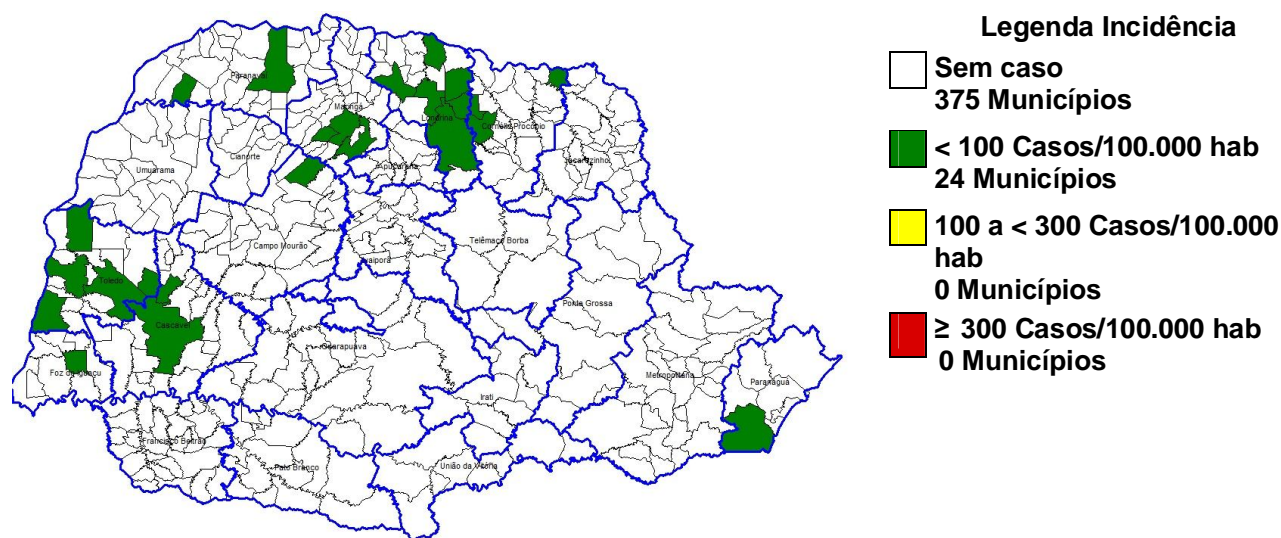 Legenda Incidência
Sem caso
375 Municípios
< 100 Casos/100.000 hab
24 Municípios
100 a < 300 Casos/100.000
hab
0 Municípios
≥ 300 Casos/100.000 hab
0 Municípios
Paranavaí
Maringá
Londrina
Cornélio Procópio
Jacarezinho
Apucarana
Cianorte
Umuarama
Campo Mourão
Telêmaco Borba
Ivaiporã
Toledo
Ponta Grossa
Cascavel
Guarapuava
Foz do Iguaçu
Metropolitana
Paranaguá
Irati
Francisco Beltrão
Pato Branco
União da Vitória